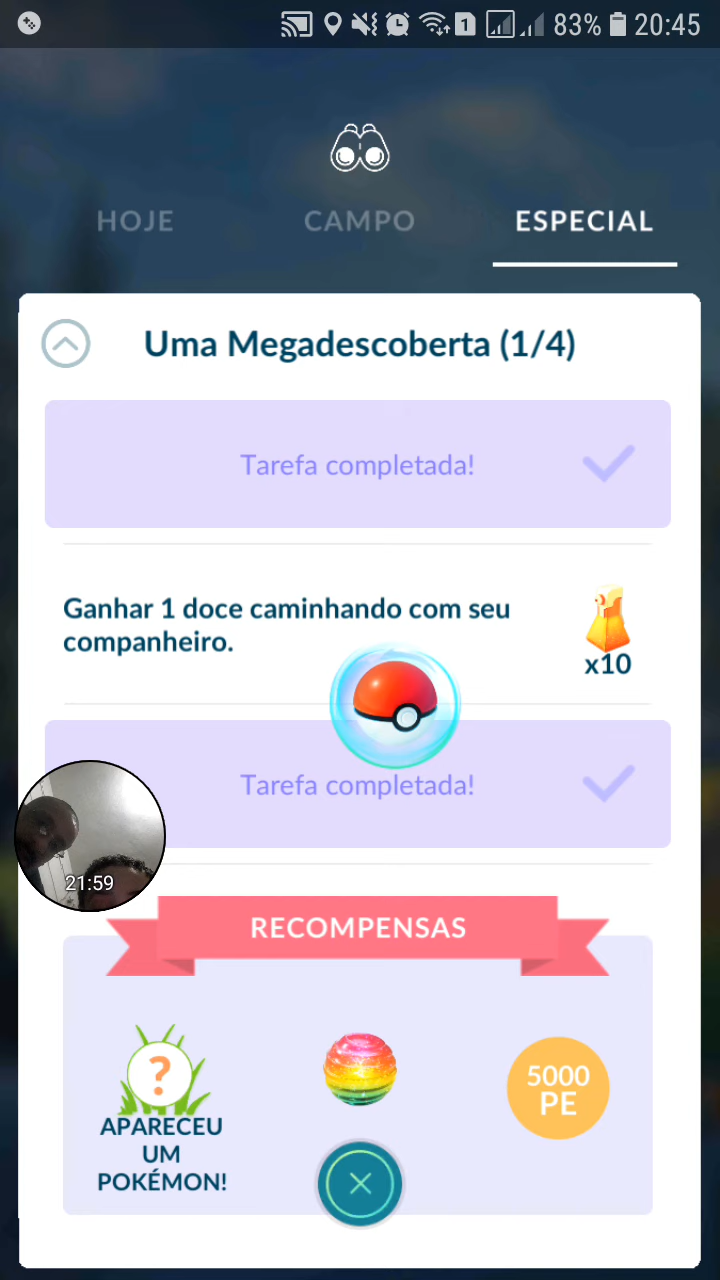 1 83% 20:45
HOJE CAMPO ESPECIAL
Uma Megadescoberta (1/4)
Tarefa completada!
Ganhar 1 doce caminhando com seu
companheiro.
x10
Tarefa completada!
21:59
RECOMPENSAS
?
5000
PE
APARECEU
UM
POKÉMON!